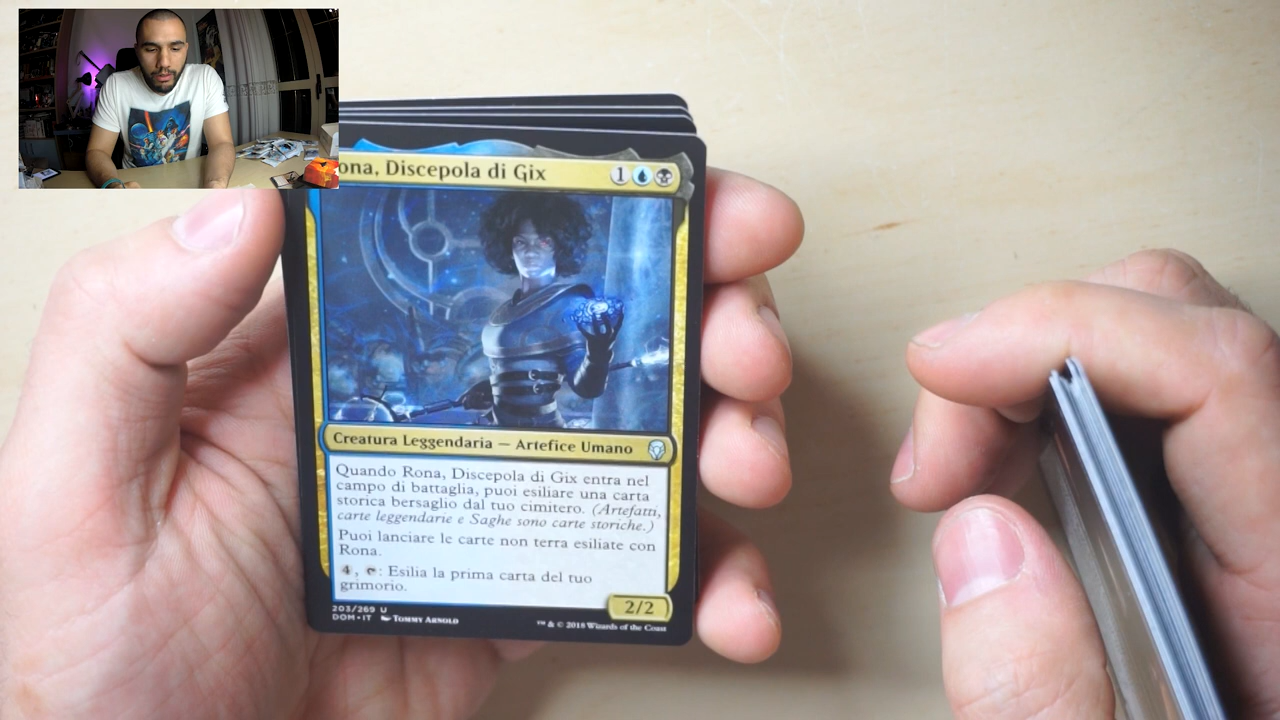 ona, Discepola di Gix 1
Creatura Leggendaria — Artefice Umano
Quando Rona, Discepola di Gix entra nel
campo di battaglia, puoi esiliare una carta
storica bersaglio dal tuo cimitero. (Artefatti,
carte leggendarie e Saghe sono carte storiche.)
Puoi lanciare le carte non terra esiliate con
Rona.
4, : Esilia la prima carta del tuo
grimorio.
2/2
203/269 U
DOM • IT Tommy Arnold
™ & © 2018 Wizards of the Coast